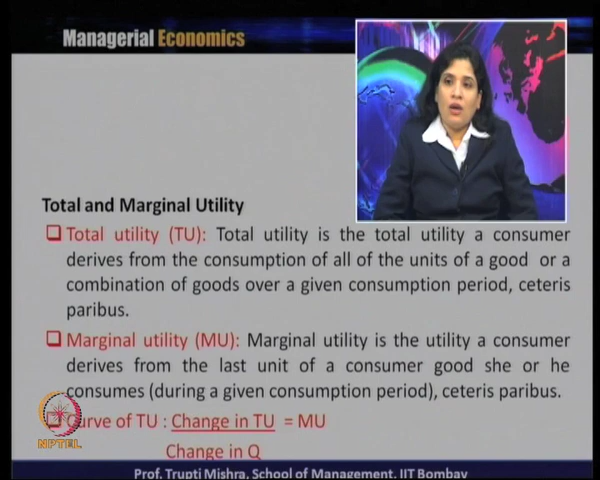 Managerial Economics
Total and Marginal Utility
Total utility (TU): Total utility is the total utility a consumer
derives from the consumption of all of the units of a good or a
combination of goods over a given consumption period, ceteris
paribus.
Marginal utility (MU): Marginal utility is the utility a consumer
derives from the last unit of a consumer good she or he
consumes (during a given consumption period), ceteris paribus.
Curve of TU : Change in TU = MU
Change in Q
NPTEL
Prof. Trupti Mishra, School of Management, IIT Bombay